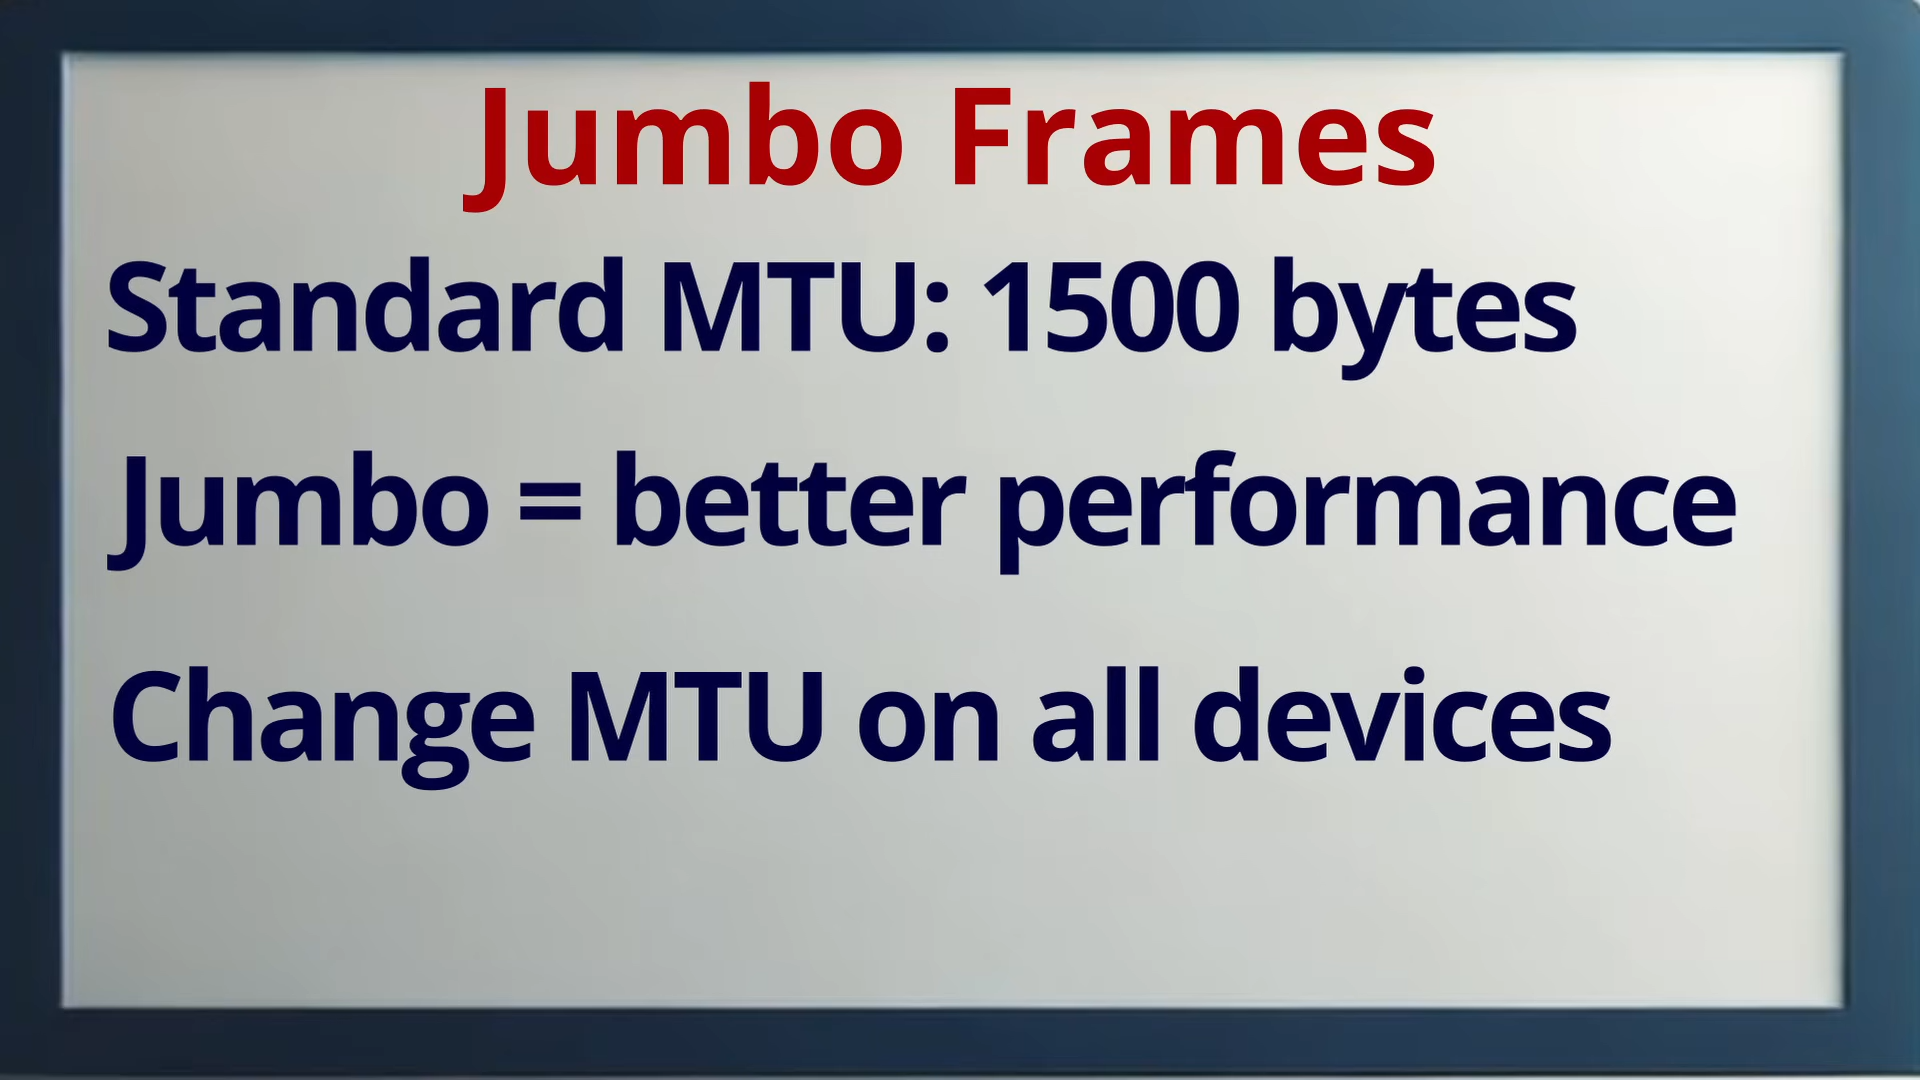 Jumbo Frames
Standard MTU: 1500 bytes
Jumbo = better performance
Change MTU on all devices